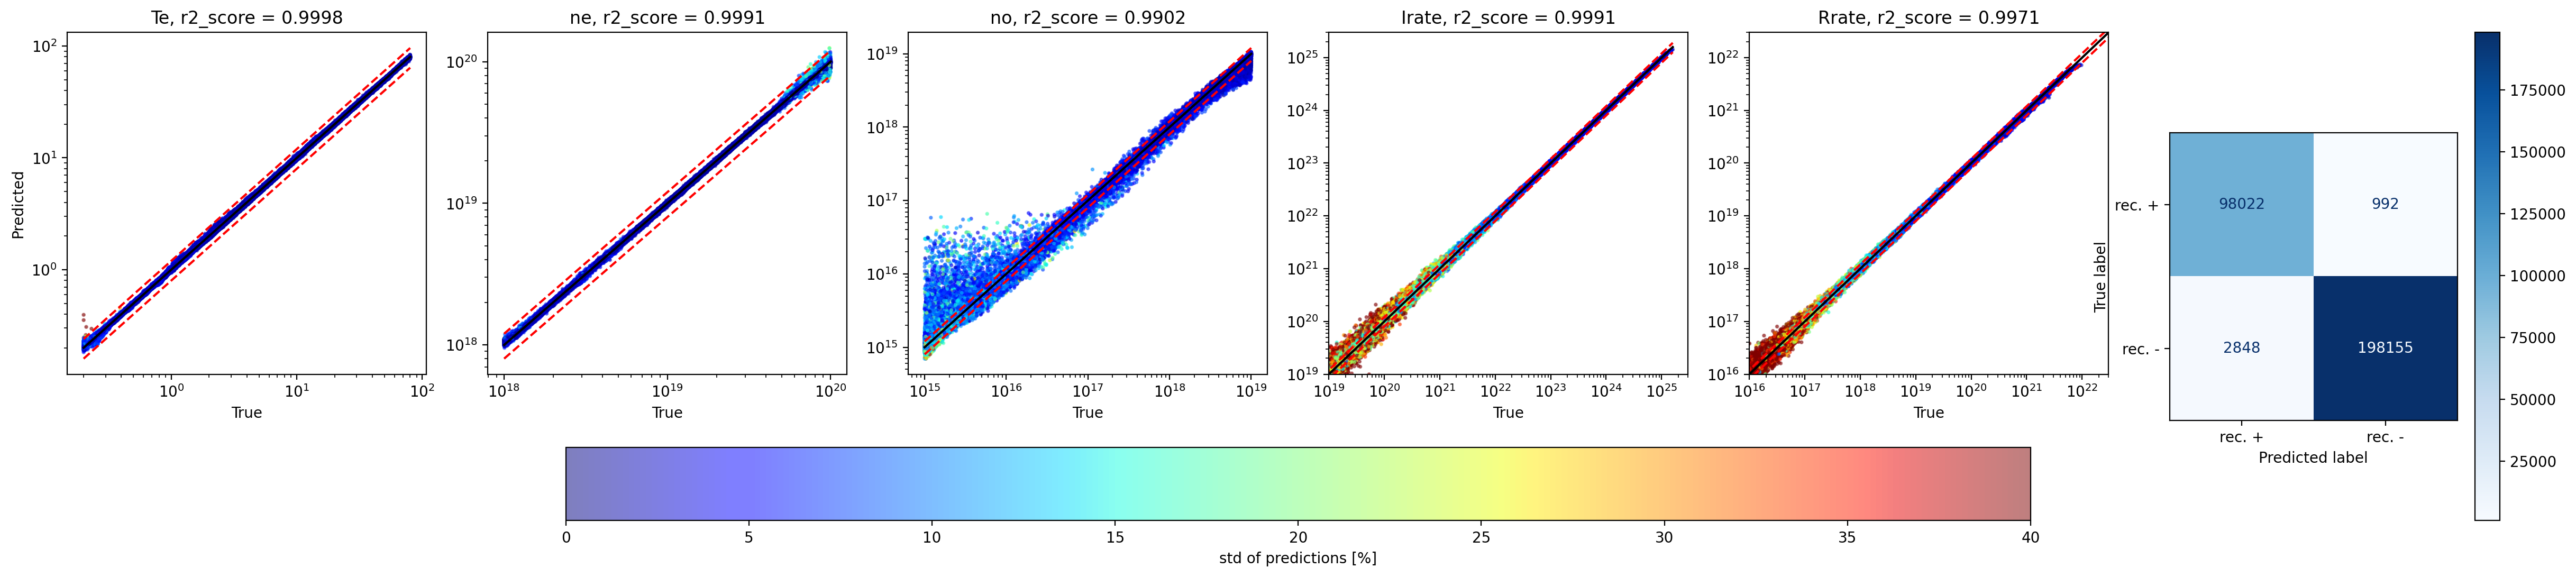 Te, r2_score = 0.9998
ne, r2_score = 0.9991
no, r2_score = 0.9902
Irate, r2_score = 0.9991
Rrate, r2_score = 0.9971
Predicted
10²
10¹
10⁰
10⁰ 10¹ 10²
True
10²⁰
10¹⁹
10¹⁸
10¹⁸ 10¹⁹ 10²⁰
True
10¹⁹
10¹⁸
10¹⁷
10¹⁶
10¹⁵
10¹⁵ 10¹⁶ 10¹⁷ 10¹⁸ 10¹⁹
True
10²⁵
10²⁴
10²³
10²²
10²¹
10²⁰
10¹⁹
10¹⁹ 10²⁰ 10²¹ 10²² 10²³ 10²⁴ 10²⁵
True
10²²
10²¹
10²⁰
10¹⁹
10¹⁸
10¹⁷
10¹⁶
10¹⁶ 10¹⁷ 10¹⁸ 10¹⁹ 10²⁰ 10²¹ 10²²
True
True label
rec. + 98022 992
rec. - 2848 198155
rec. + rec. -
Predicted label
175000
150000
125000
100000
75000
50000
25000
0 5 10 15 20 25 30 35 40
std of predictions [%]